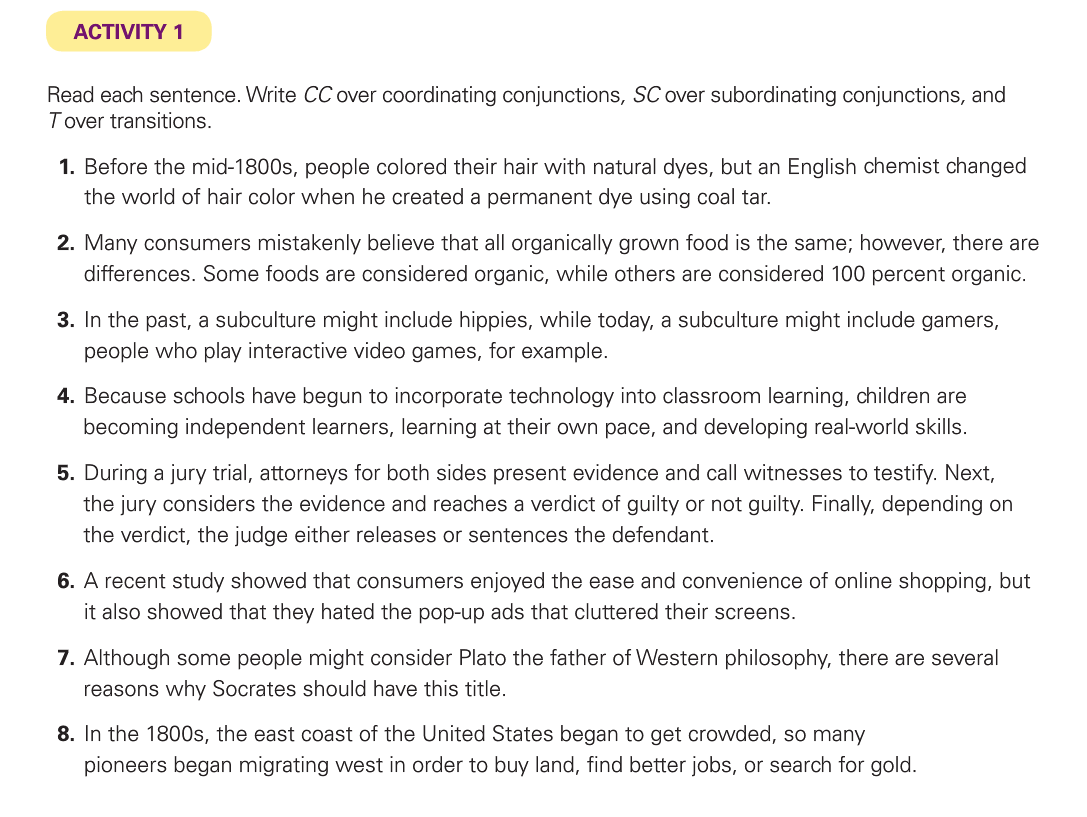 ACTIVITY 1
Read each sentence. Write CC over coordinating conjunctions, SC over subordinating conjunctions, and
T over transitions.
1. Before the mid-1800s, people colored their hair with natural dyes, but an English chemist changed
the world of hair color when he created a permanent dye using coal tar.
2. Many consumers mistakenly believe that all organically grown food is the same; however, there are
differences. Some foods are considered organic, while others are considered 100 percent organic.
3. In the past, a subculture might include hippies, while today, a subculture might include gamers,
people who play interactive video games, for example.
4. Because schools have begun to incorporate technology into classroom learning, children are
becoming independent learners, learning at their own pace, and developing real-world skills.
5. During a jury trial, attorneys for both sides present evidence and call witnesses to testify. Next,
the jury considers the evidence and reaches a verdict of guilty or not guilty. Finally, depending on
the verdict, the judge either releases or sentences the defendant.
6. A recent study showed that consumers enjoyed the ease and convenience of online shopping, but
it also showed that they hated the pop-up ads that cluttered their screens.
7. Although some people might consider Plato the father of Western philosophy, there are several
reasons why Socrates should have this title.
8. In the 1800s, the east coast of the United States began to get crowded, so many
pioneers began migrating west in order to buy land, find better jobs, or search for gold.